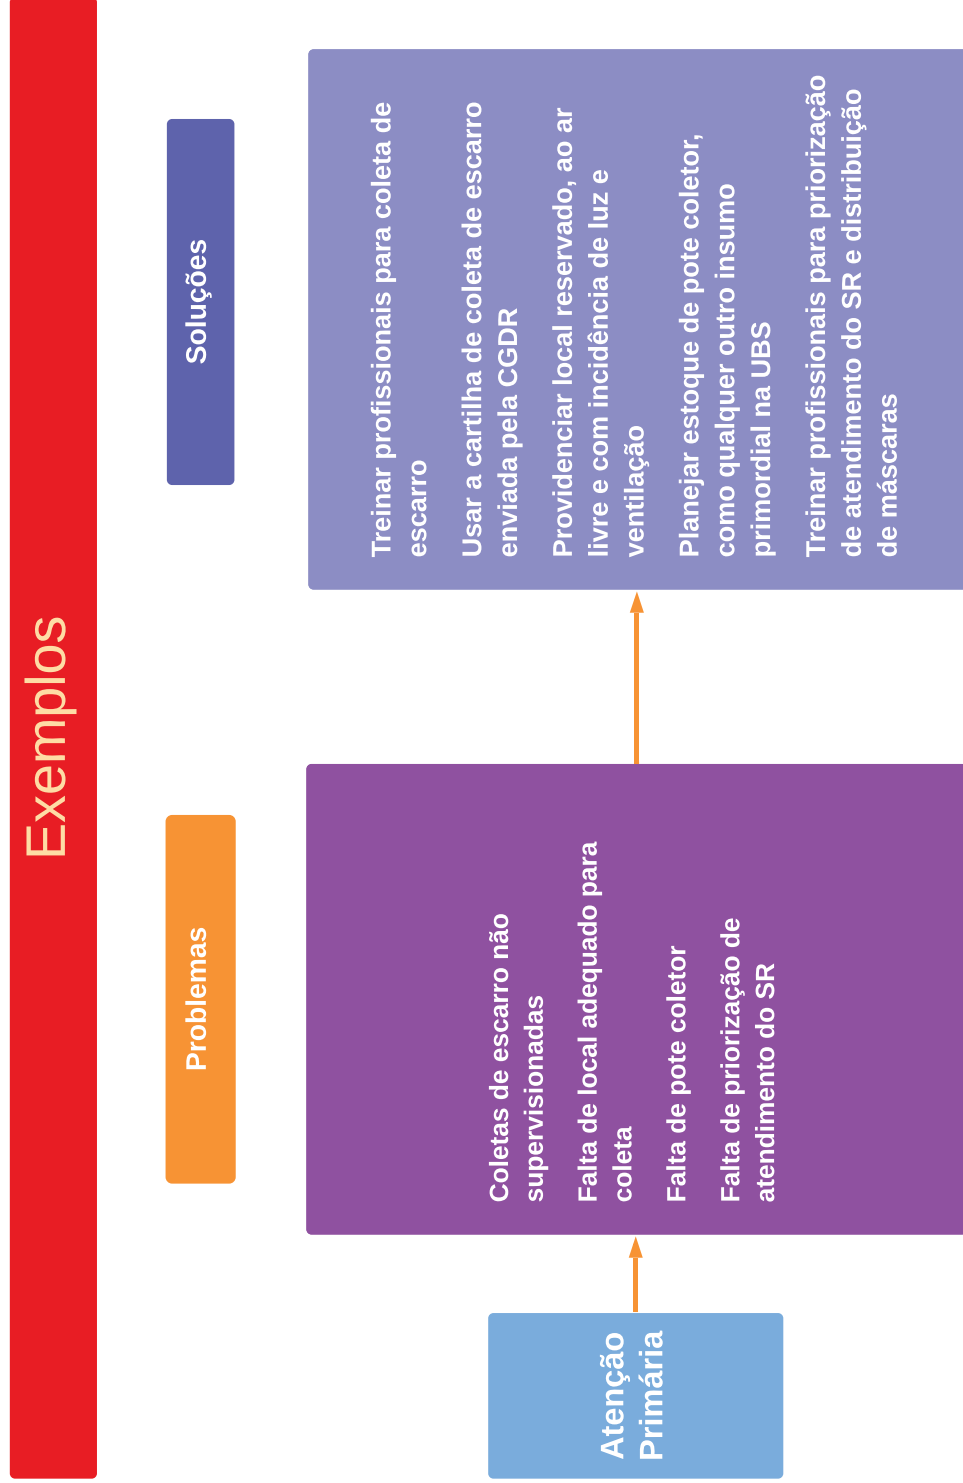 Exemplos
Problemas
Soluções
Atenção
Primária
Coletas de escarro não
supervisionadas
Falta de local adequado para
coleta
Falta de pote coletor
Falta de priorização de
atendimento do SR
Treinar profissionais para coleta de
escarro
Usar a cartilha de coleta de escarro
enviada pela CGDR
Providenciar local reservado, ao ar
livre e com incidência de luz e
ventilação
Planejar estoque de pote coletor,
como qualquer outro insumo
primordial na UBS
Treinar profissionais para priorização
de atendimento do SR e distribuição
de máscaras